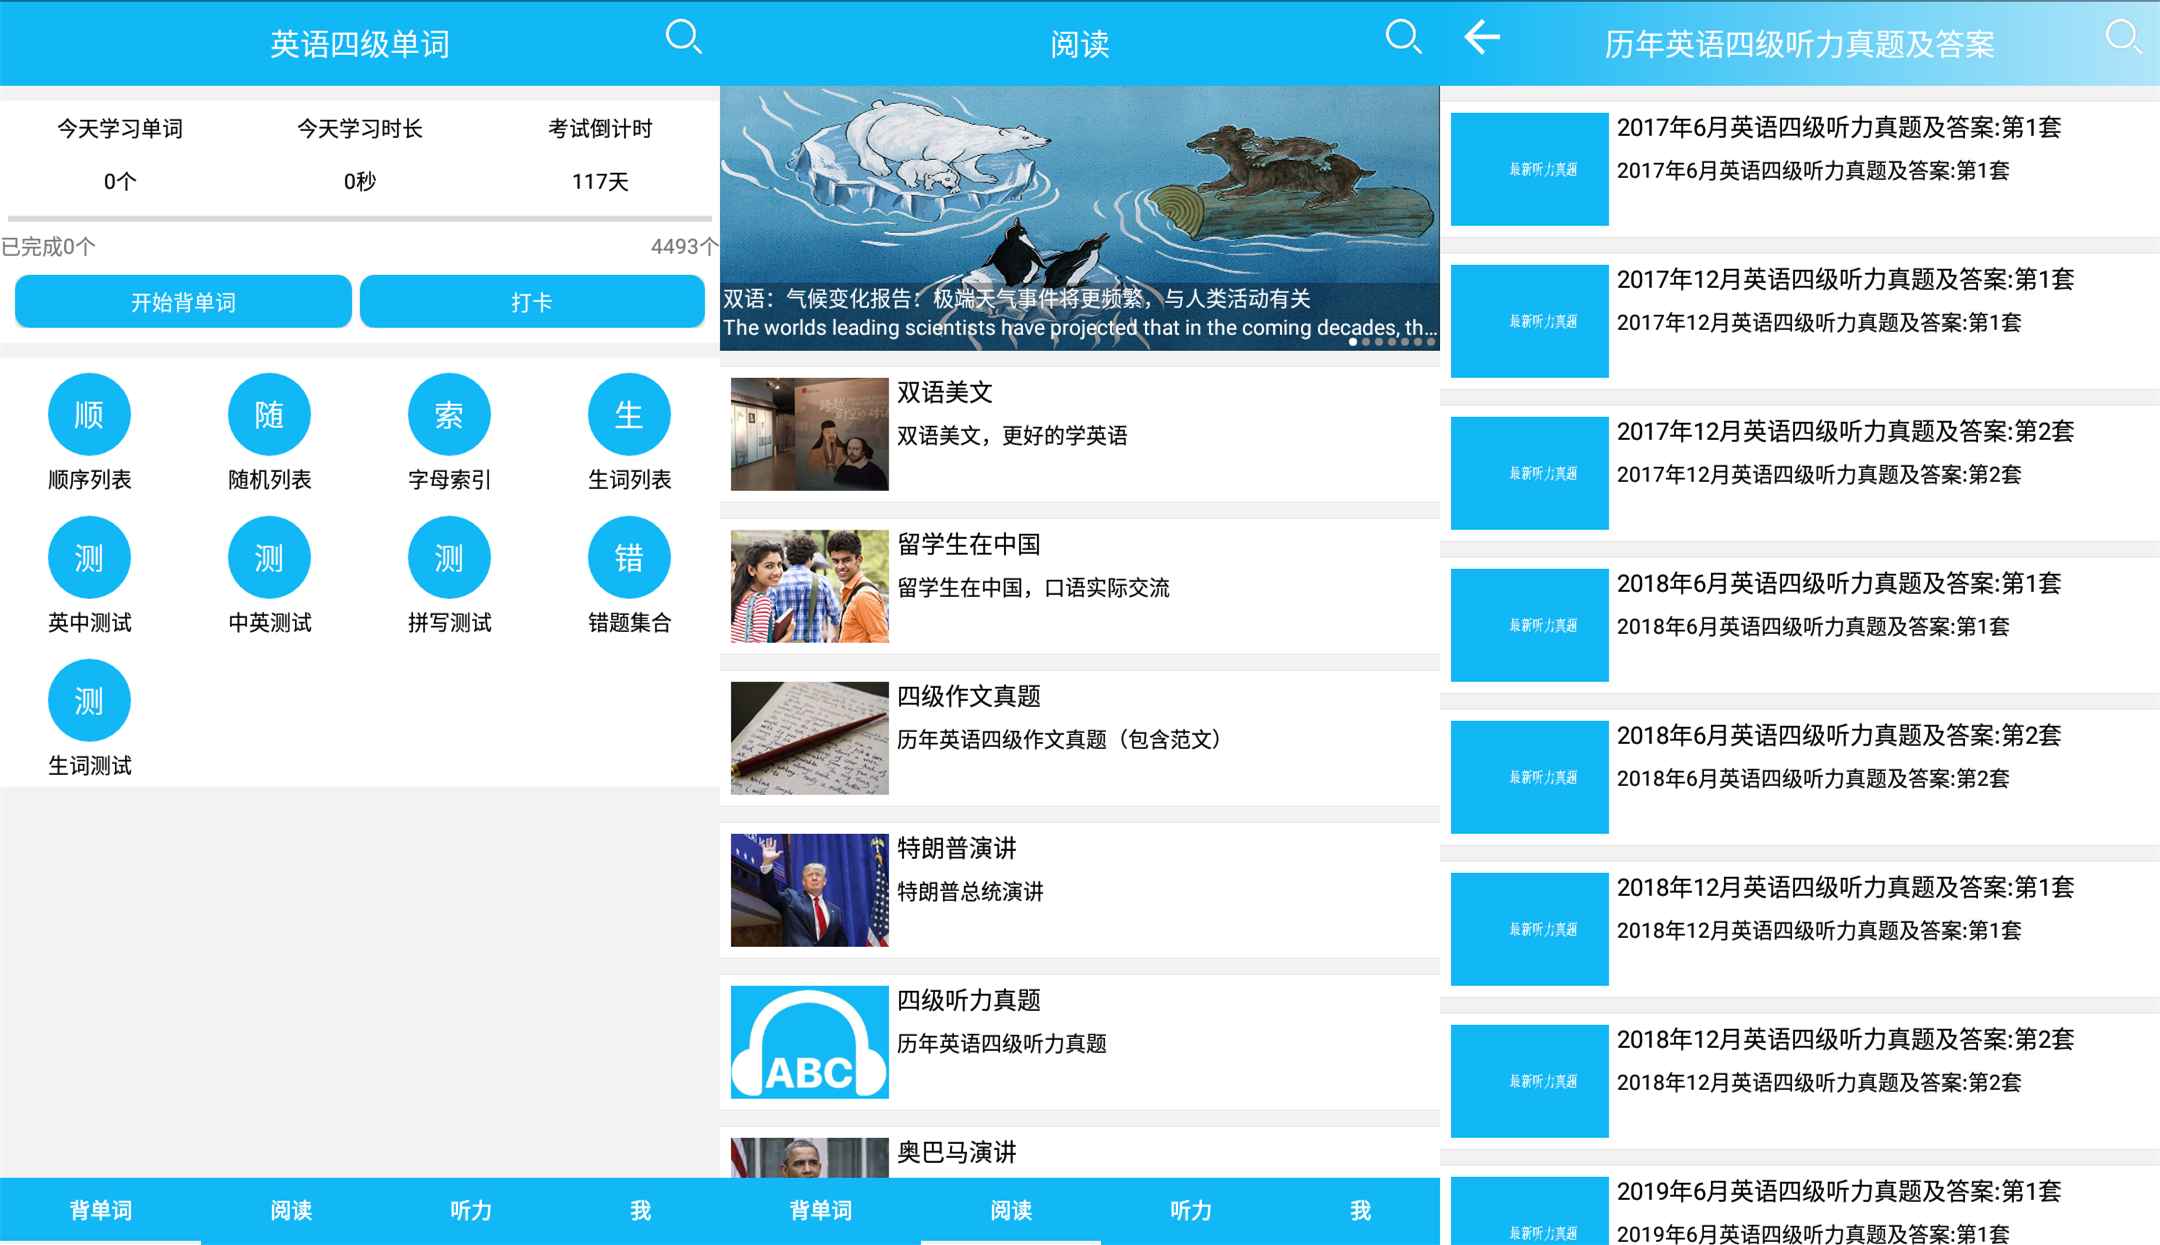 英语四级单词
今天学习单词
今天学习时长
考试倒计时
0个
0秒
117天
已完成0个
4493个
开始背单词
打卡
顺
随
索
生
顺序列表
随机列表
字母索引
生词列表
测
测
测
错
英中测试
中英测试
拼写测试
错题集合
测
生词测试
背单词
阅读
听力
我
阅读
双语：气候变化报告：极端天气事件将更频繁，与人类活动有关
The worlds leading scientists have projected that in the coming decades, th...
双语美文
双语美文，更好的学英语
留学生在中国
留学生在中国，口语实际交流
四级作文真题
历年英语四级作文真题（包含范文）
特朗普演讲
特朗普总统演讲
ABC
四级听力真题
历年英语四级听力真题
奥巴马演讲
背单词
阅读
听力
我
历年英语四级听力真题及答案
最新听力真题
2017年6月英语四级听力真题及答案:第1套
2017年6月英语四级听力真题及答案:第1套
最新听力真题
2017年12月英语四级听力真题及答案:第1套
2017年12月英语四级听力真题及答案:第1套
最新听力真题
2017年12月英语四级听力真题及答案:第2套
2017年12月英语四级听力真题及答案:第2套
最新听力真题
2018年6月英语四级听力真题及答案:第1套
2018年6月英语四级听力真题及答案:第1套
最新听力真题
2018年6月英语四级听力真题及答案:第2套
2018年6月英语四级听力真题及答案:第2套
最新听力真题
2018年12月英语四级听力真题及答案:第1套
2018年12月英语四级听力真题及答案:第1套
最新听力真题
2018年12月英语四级听力真题及答案:第2套
2018年12月英语四级听力真题及答案:第2套
最新听力真题
2019年6月英语四级听力真题及答案:第1套
2019年6月英语四级听力真题及答案:第1套